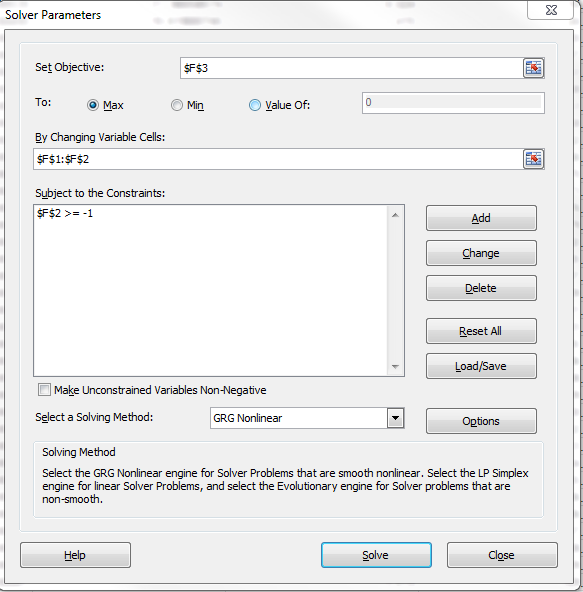 Solver Parameters
Set Objective: $F$3
To: Max Min Value Of: 0
By Changing Variable Cells:
$F$1:$F$2
Subject to the Constraints:
$F$2 >= -1
Add
Change
Delete
Reset All
Load/Save
Make Unconstrained Variables Non-Negative
Select a Solving Method: GRG Nonlinear Options
Solving Method
Select the GRG Nonlinear engine for Solver Problems that are smooth nonlinear. Select the LP Simplex
engine for linear Solver Problems, and select the Evolutionary engine for Solver problems that are
non-smooth.
Help Solve Close